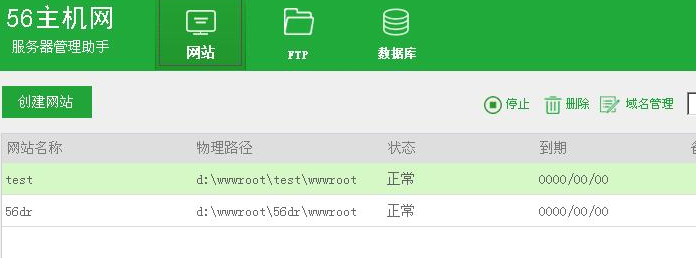 56主机网
服务器管理助手
网站 FTP 数据库
创建网站 停止 删除 域名管理
网站名称 物理路径 状态 到期
test d:\wwwroot\test\wwwroot 正常 0000/00/00
56dr d:\wwwroot\56dr\wwwroot 正常 0000/00/00